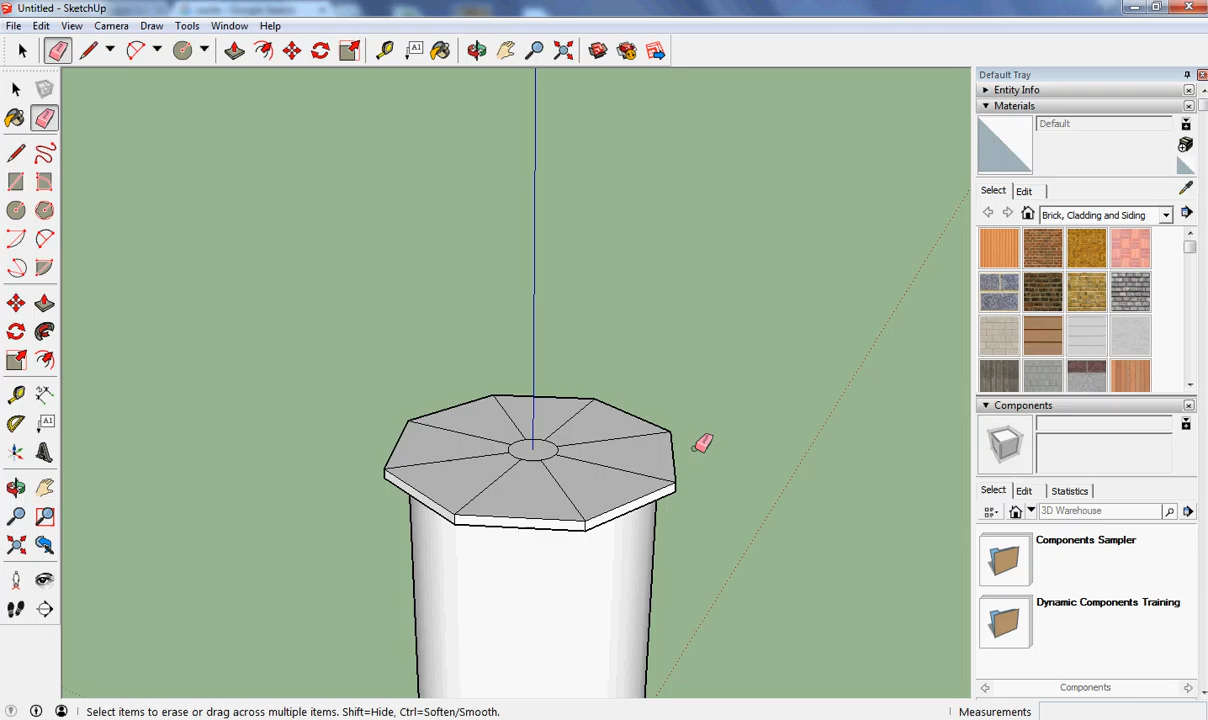 Untitled - SketchUp
File Edit View Camera Draw Tools Window Help
A1
Default Tray
Entity Info
Materials
Default
Select Edit
Brick, Cladding and Siding
A1
Components
Select Edit Statistics
3D Warehouse
Components Sampler
Dynamic Components Training
Components
Select items to erase or drag across multiple items. Shift=Hide, Ctrl=Soften/Smooth.
Measurements